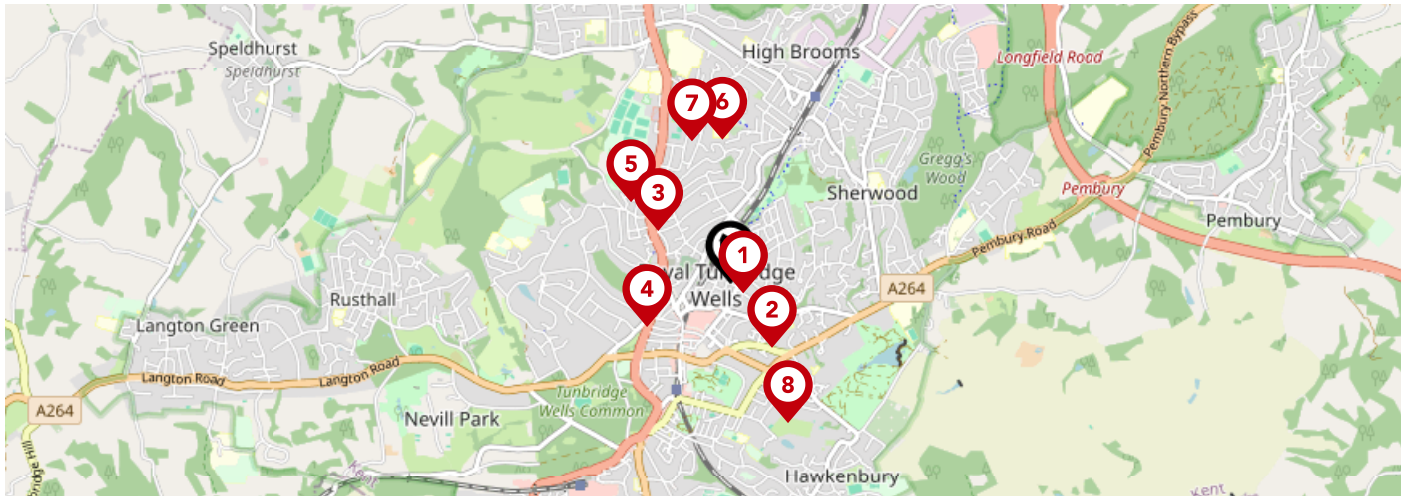 High Brooms
Speldhurst
Speldhurst
Longfield Road
Pembury Northern Bypass
7
6
Gregg's
Wood
5
3
Sherwood
Pembury
Pembury
Pembury Road
1
Wells
4
2
A264
Rusthall
Langton Green
Langton Road
Langton Road
8
Tunbridge
Wells Common
A264
Nevill Park
Hawkenbury
Kent
Kent